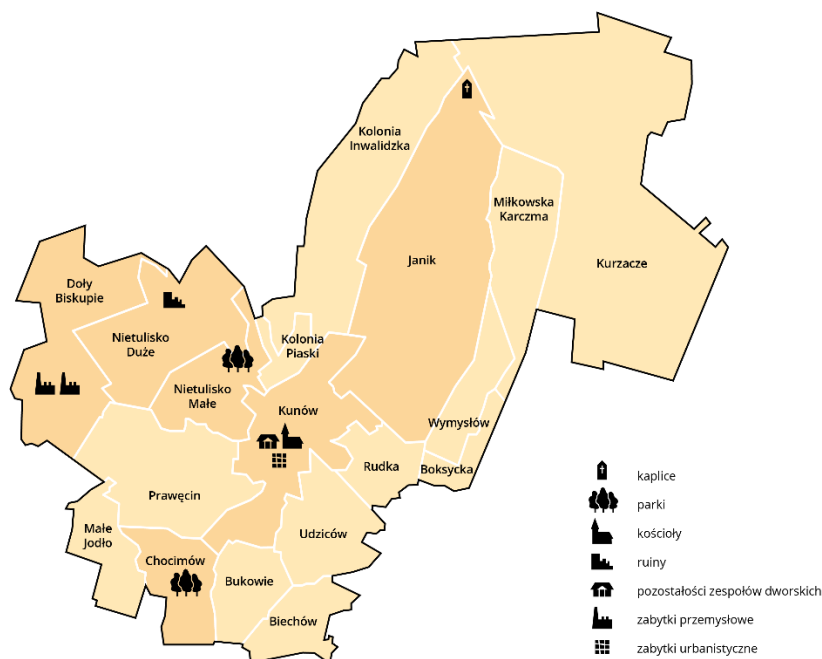 Kolonia
Inwalidzka
Miłkowska
Karczma
Janik
Kurzacze
Doły
Biskupie
Nietulisko
Duże
Kolonia
Piaski
Nietulisko
Małe
Kunów
Wymysłów
Rudka
Boksycka
Prawęcin
Małe
Jodło
Udziców
Chocimów
Bukowie
Biechów
kaplice
parki
kościoły
ruiny
pozostałości zespołów dworskich
zabytki przemysłowe
zabytki urbanistyczne